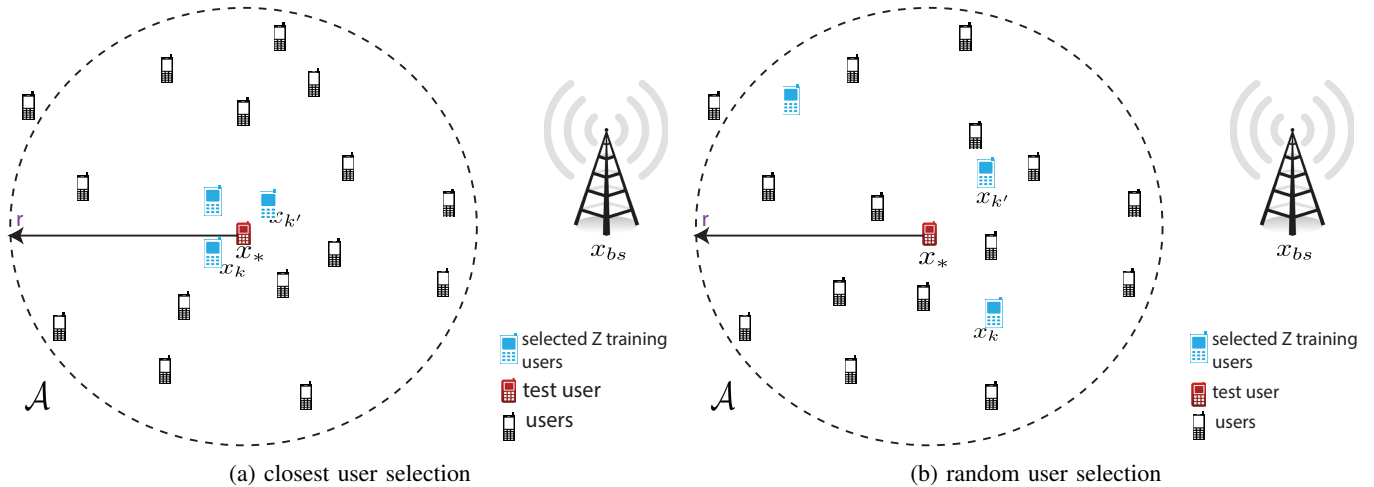 r
x_*
x_k
x_{k'}
x_{bs}
𝒜
selected Z training
users
test user
users
(a) closest user selection
r
x_*
x_k
x_{k'}
x_{bs}
𝒜
selected Z training
users
test user
users
(b) random user selection